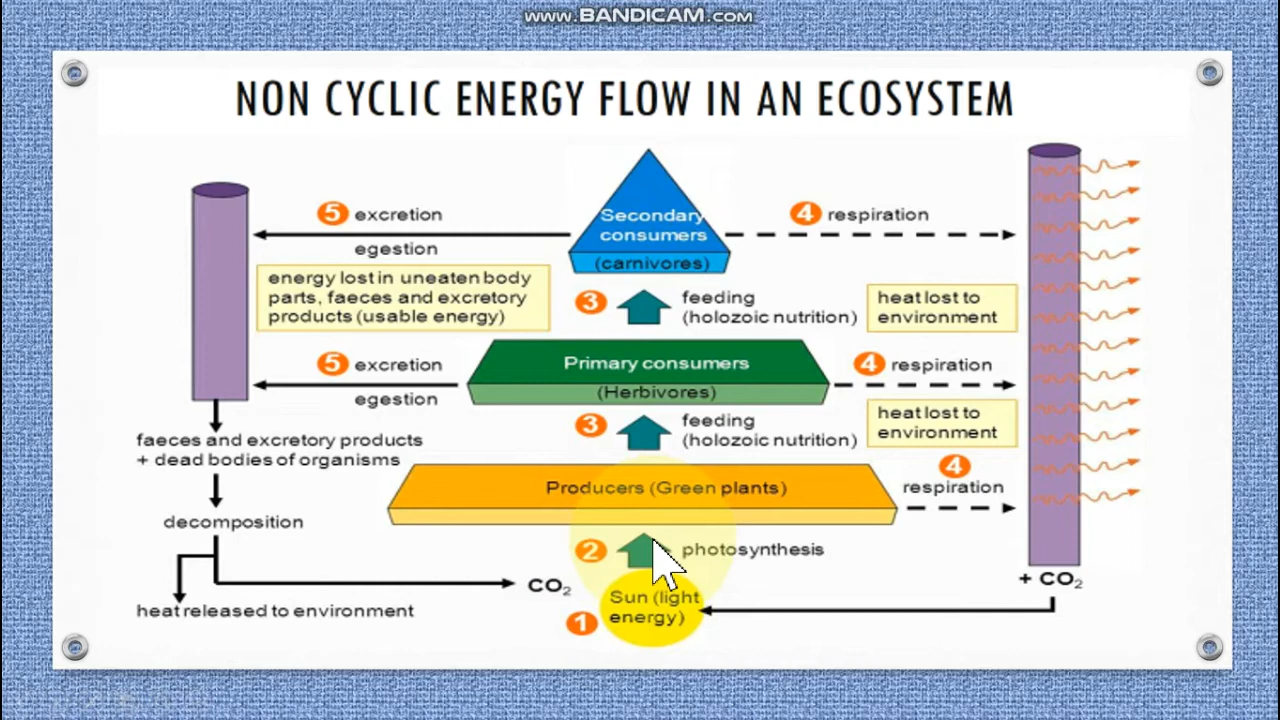 www.BANDICAM.com
NON CYCLIC ENERGY FLOW IN AN ECOSYSTEM
5 excretion
egestion
Secondary
consumers
(carnivores)
4 respiration
energy lost in uneaten body
parts, faeces and excretory
products (usable energy)
3
feeding
(holozoic nutrition)
heat lost to
environment
5 excretion
egestion
Primary consumers
(Herbivores)
4 respiration
3
feeding
(holozoic nutrition)
heat lost to
environment
faeces and excretory products
+ dead bodies of organisms
Producers (Green plants)
4
respiration
decomposition
2
photosynthesis
heat released to environment
CO₂
1
Sun (light
energy)
+ CO₂